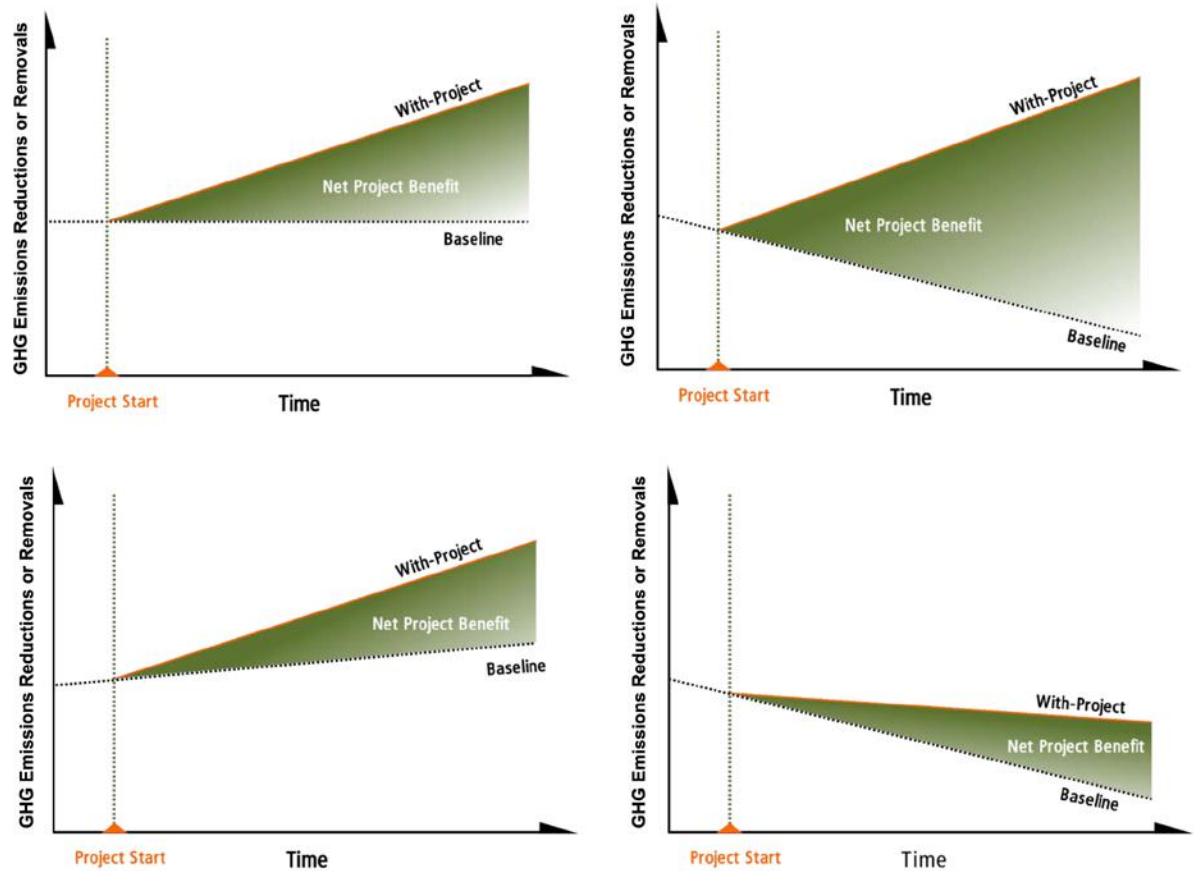 GHG Emissions Reductions or Removals
With-Project
Net Project Benefit
Baseline
Project Start
Time
GHG Emissions Reductions or Removals
With-Project
Net Project Benefit
Baseline
Project Start
Time
GHG Emissions Reductions or Removals
With-Project
Net Project Benefit
Baseline
Project Start
Time
GHG Emissions Reductions or Removals
With-Project
Net Project Benefit
Baseline
Project Start
Time